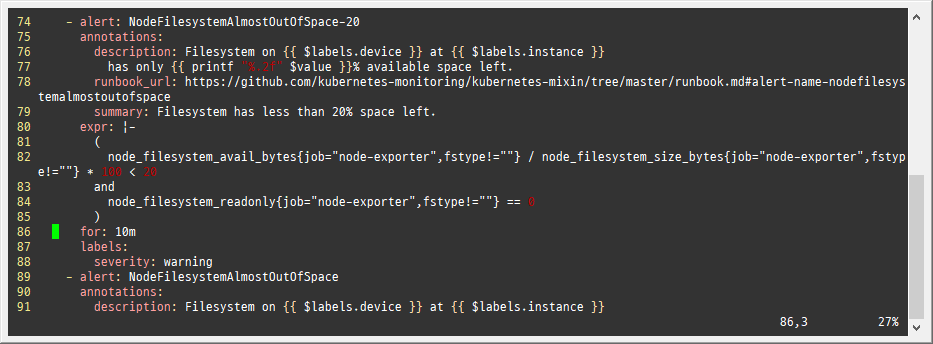 74     - alert: NodeFilesystemAlmostOutOfSpace-20
75       annotations:
76         description: Filesystem on {{ $labels.device }} at {{ $labels.instance }}
77           has only {{ printf "%.2f" $value }}% available space left.
78         runbook_url: https://github.com/kubernetes-monitoring/kubernetes-mixin/tree/master/runbook.md#alert-name-nodefilesys
temalmostoutofspace
79         summary: Filesystem has less than 20% space left.
80       expr: |-
81         (
82           node_filesystem_avail_bytes{job="node-exporter",fstype!=""} / node_filesystem_size_bytes{job="node-exporter",fstyp
e!=""} * 100 < 20
83         and
84           node_filesystem_readonly{job="node-exporter",fstype!=""} == 0
85         )
86       for: 10m
87       labels:
88         severity: warning
89     - alert: NodeFilesystemAlmostOutOfSpace
90       annotations:
91         description: Filesystem on {{ $labels.device }} at {{ $labels.instance }}
86,3 27%